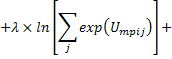 + λ × ln[∑_j exp(U_mpij)] +